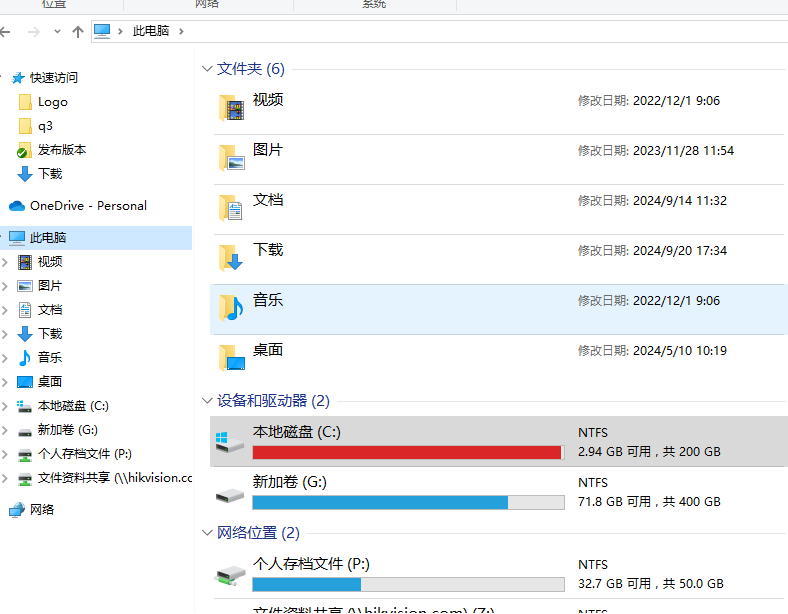 位置 网络 系统
此电脑
快速访问
Logo
q3
发布版本
下载
OneDrive - Personal
此电脑
视频
图片
文档
下载
音乐
桌面
本地磁盘 (C:)
新加卷 (G:)
个人存档文件 (P:)
文件资料共享 (\\hikvision.cc
网络
文件夹 (6)
视频 修改日期: 2022/12/1 9:06
图片 修改日期: 2023/11/28 11:54
文档 修改日期: 2024/9/14 11:32
下载 修改日期: 2024/9/20 17:34
音乐 修改日期: 2022/12/1 9:06
桌面 修改日期: 2024/5/10 10:19
设备和驱动器 (2)
本地磁盘 (C:) NTFS
2.94 GB 可用，共 200 GB
新加卷 (G:) NTFS
71.8 GB 可用，共 400 GB
网络位置 (2)
个人存档文件 (P:) NTFS
32.7 GB 可用，共 50.0 GB
文件资料共享 (\\hikvision.com) (Z:) NTFS